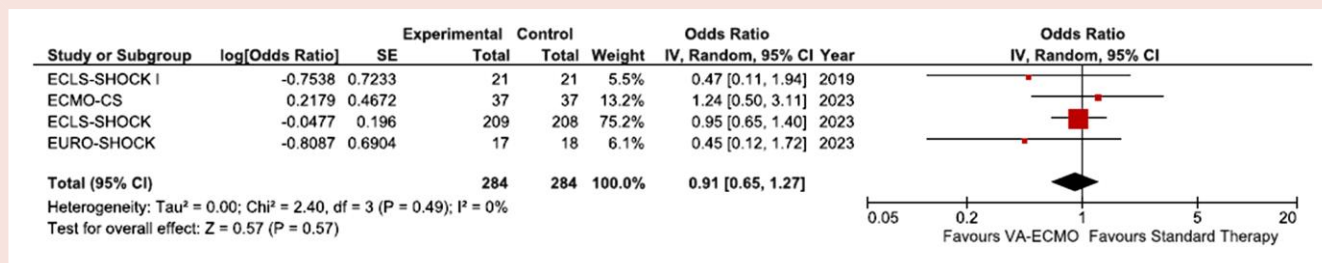 Experimental Control Odds Ratio Odds Ratio
Study or Subgroup log[Odds Ratio] SE Total Total Weight IV, Random, 95% CI Year IV, Random, 95% CI
ECLS-SHOCK I -0.7538 0.7233 21 21 5.5% 0.47 [0.11, 1.94] 2019
ECMO-CS 0.2179 0.4672 37 37 13.2% 1.24 [0.50, 3.11] 2023
ECLS-SHOCK -0.0477 0.196 209 208 75.2% 0.95 [0.65, 1.40] 2023
EURO-SHOCK -0.8087 0.6904 17 18 6.1% 0.45 [0.12, 1.72] 2023
Total (95% CI) 284 284 100.0% 0.91 [0.65, 1.27]
Heterogeneity: Tau² = 0.00; Chi² = 2.40, df = 3 (P = 0.49); I² = 0%
Test for overall effect: Z = 0.57 (P = 0.57)
0.05 0.2 1 5 20
Favours VA-ECMO Favours Standard Therapy